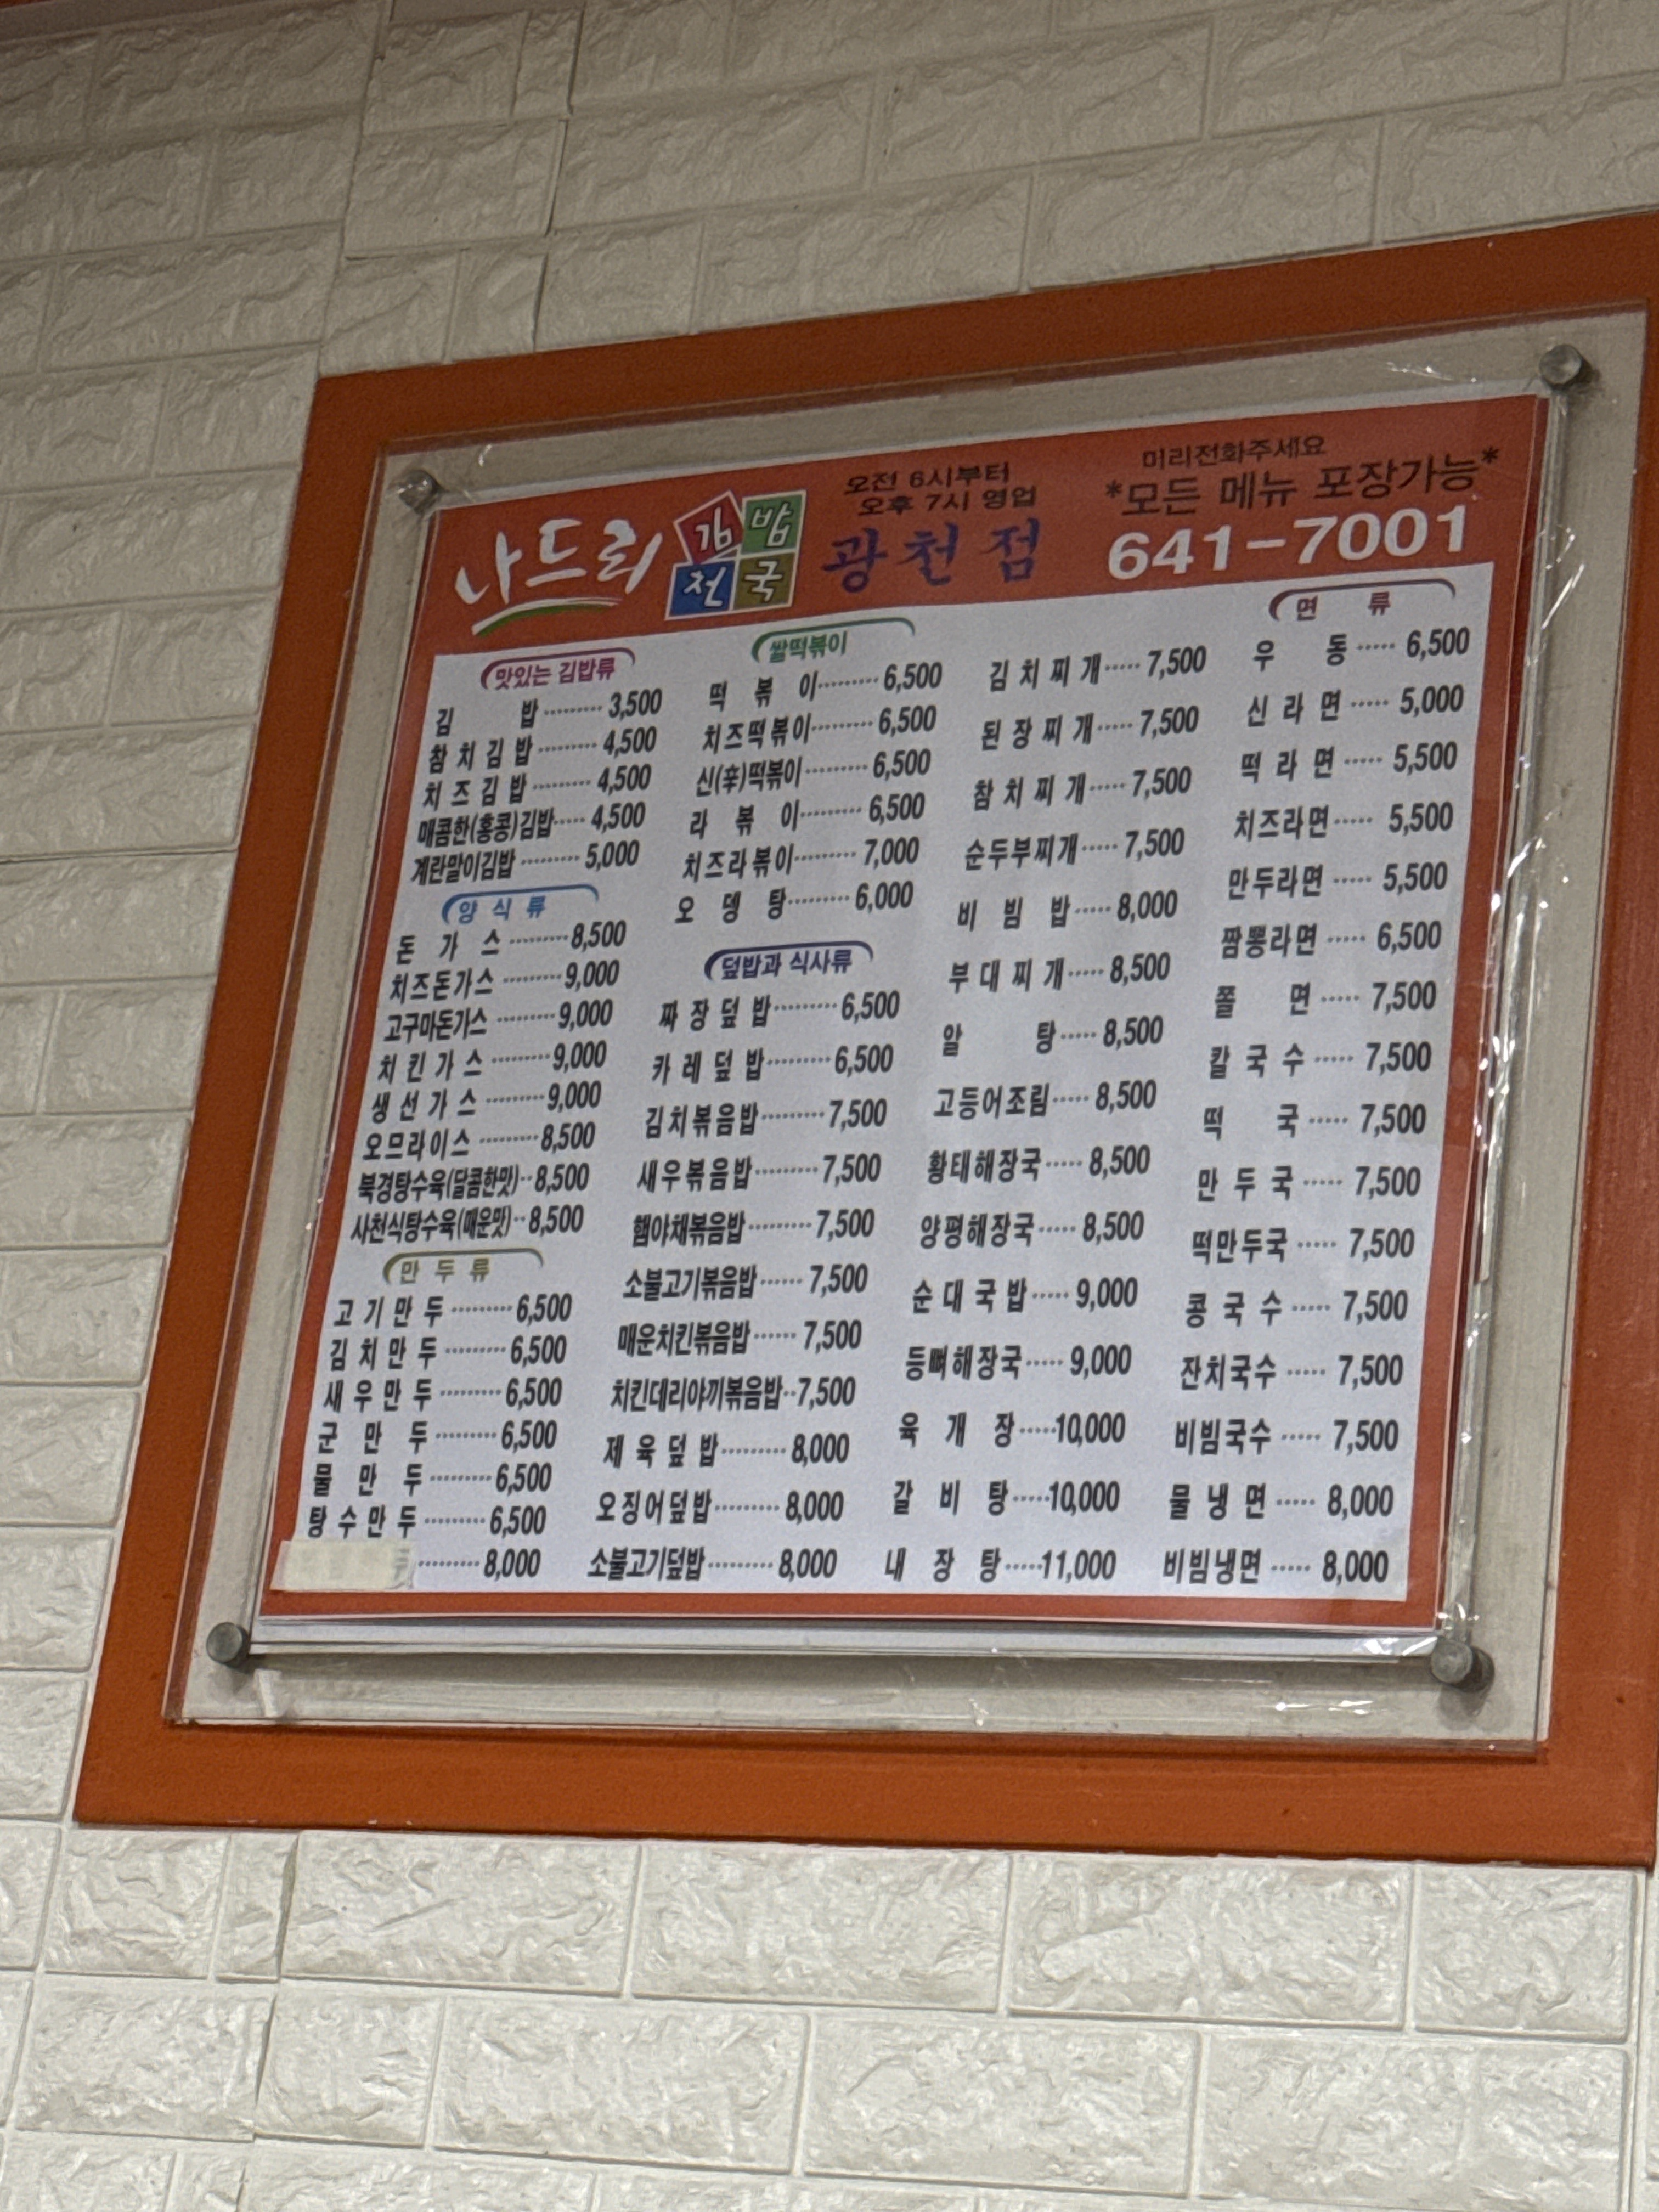 나드리 김밥천국
오전 6시부터
오후 7시 영업
광천점
미리전화주세요
*모든 메뉴 포장가능*
641-7001
맛있는 김밥류
김밥 ········· 3,500
참치김밥 ········· 4,500
치즈김밥 ········· 4,500
매콤한(홍콩)김밥 ····· 4,500
계란말이김밥 ········· 5,000
양식류
돈가스 ········· 8,500
치즈돈가스 ········· 9,000
고구마돈가스 ········· 9,000
치킨가스 ········· 9,000
생선가스 ········· 9,000
오므라이스 ········· 8,500
북경탕수육(달콤한맛) ·· 8,500
사천식탕수육(매운맛) ·· 8,500
만두류
고기만두 ········· 6,500
김치만두 ········· 6,500
새우만두 ········· 6,500
군만두 ········· 6,500
물만두 ········· 6,500
탕수만두 ········· 6,500
········· 8,000
쌀떡볶이
떡볶이 ········· 6,500
치즈떡볶이 ········· 6,500
신(辛)떡볶이 ········· 6,500
라볶이 ········· 6,500
치즈라볶이 ········· 7,000
오뎅탕 ········· 6,000
덮밥과 식사류
짜장덮밥 ········· 6,500
카레덮밥 ········· 6,500
김치볶음밥 ········· 7,500
새우볶음밥 ········· 7,500
햄야채볶음밥 ········· 7,500
소불고기볶음밥 ······ 7,500
매운치킨볶음밥 ······ 7,500
치킨데리야끼볶음밥 ·· 7,500
제육덮밥 ········· 8,000
오징어덮밥 ········· 8,000
소불고기덮밥 ········· 8,000
김치찌개 ····· 7,500
된장찌개 ····· 7,500
참치찌개 ····· 7,500
순두부찌개 ····· 7,500
비빔밥 ····· 8,000
부대찌개 ····· 8,500
알탕 ····· 8,500
고등어조림 ····· 8,500
황태해장국 ····· 8,500
양평해장국 ····· 8,500
순대국밥 ····· 9,000
등뼈해장국 ····· 9,000
육개장 ····· 10,000
갈비탕 ····· 10,000
내장탕 ····· 11,000
면류
우동 ····· 6,500
신라면 ····· 5,000
떡라면 ····· 5,500
치즈라면 ····· 5,500
만두라면 ····· 5,500
짬뽕라면 ····· 6,500
쫄면 ····· 7,500
칼국수 ····· 7,500
떡국 ····· 7,500
만두국 ····· 7,500
떡만두국 ····· 7,500
콩국수 ····· 7,500
잔치국수 ····· 7,500
비빔국수 ····· 7,500
물냉면 ····· 8,000
비빔냉면 ····· 8,000